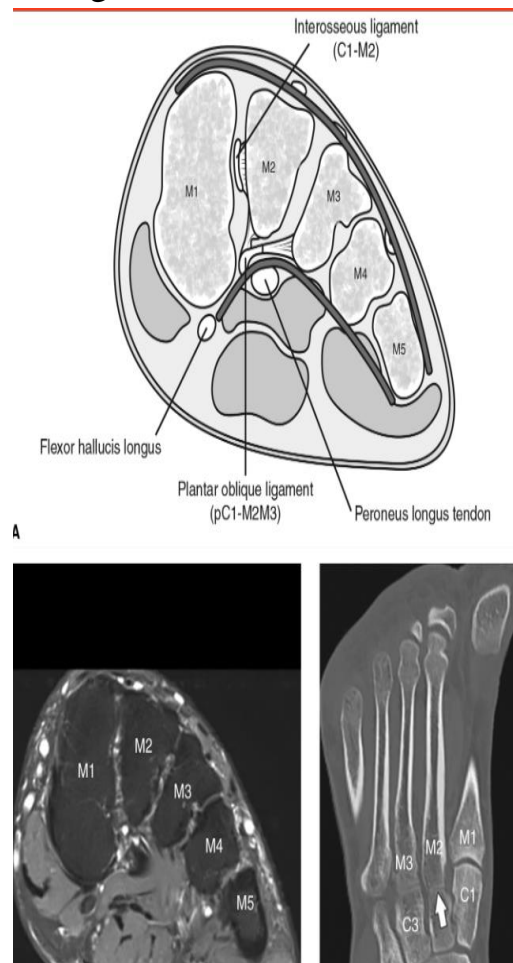 Interosseous ligament
(C1-M2)
M1
M2
M3
M4
M5
Flexor hallucis longus
Plantar oblique ligament
(pC1-M2M3)
Peroneus longus tendon
A
M1
M2
M3
M4
M5
M3
M2
M1
C3
C1